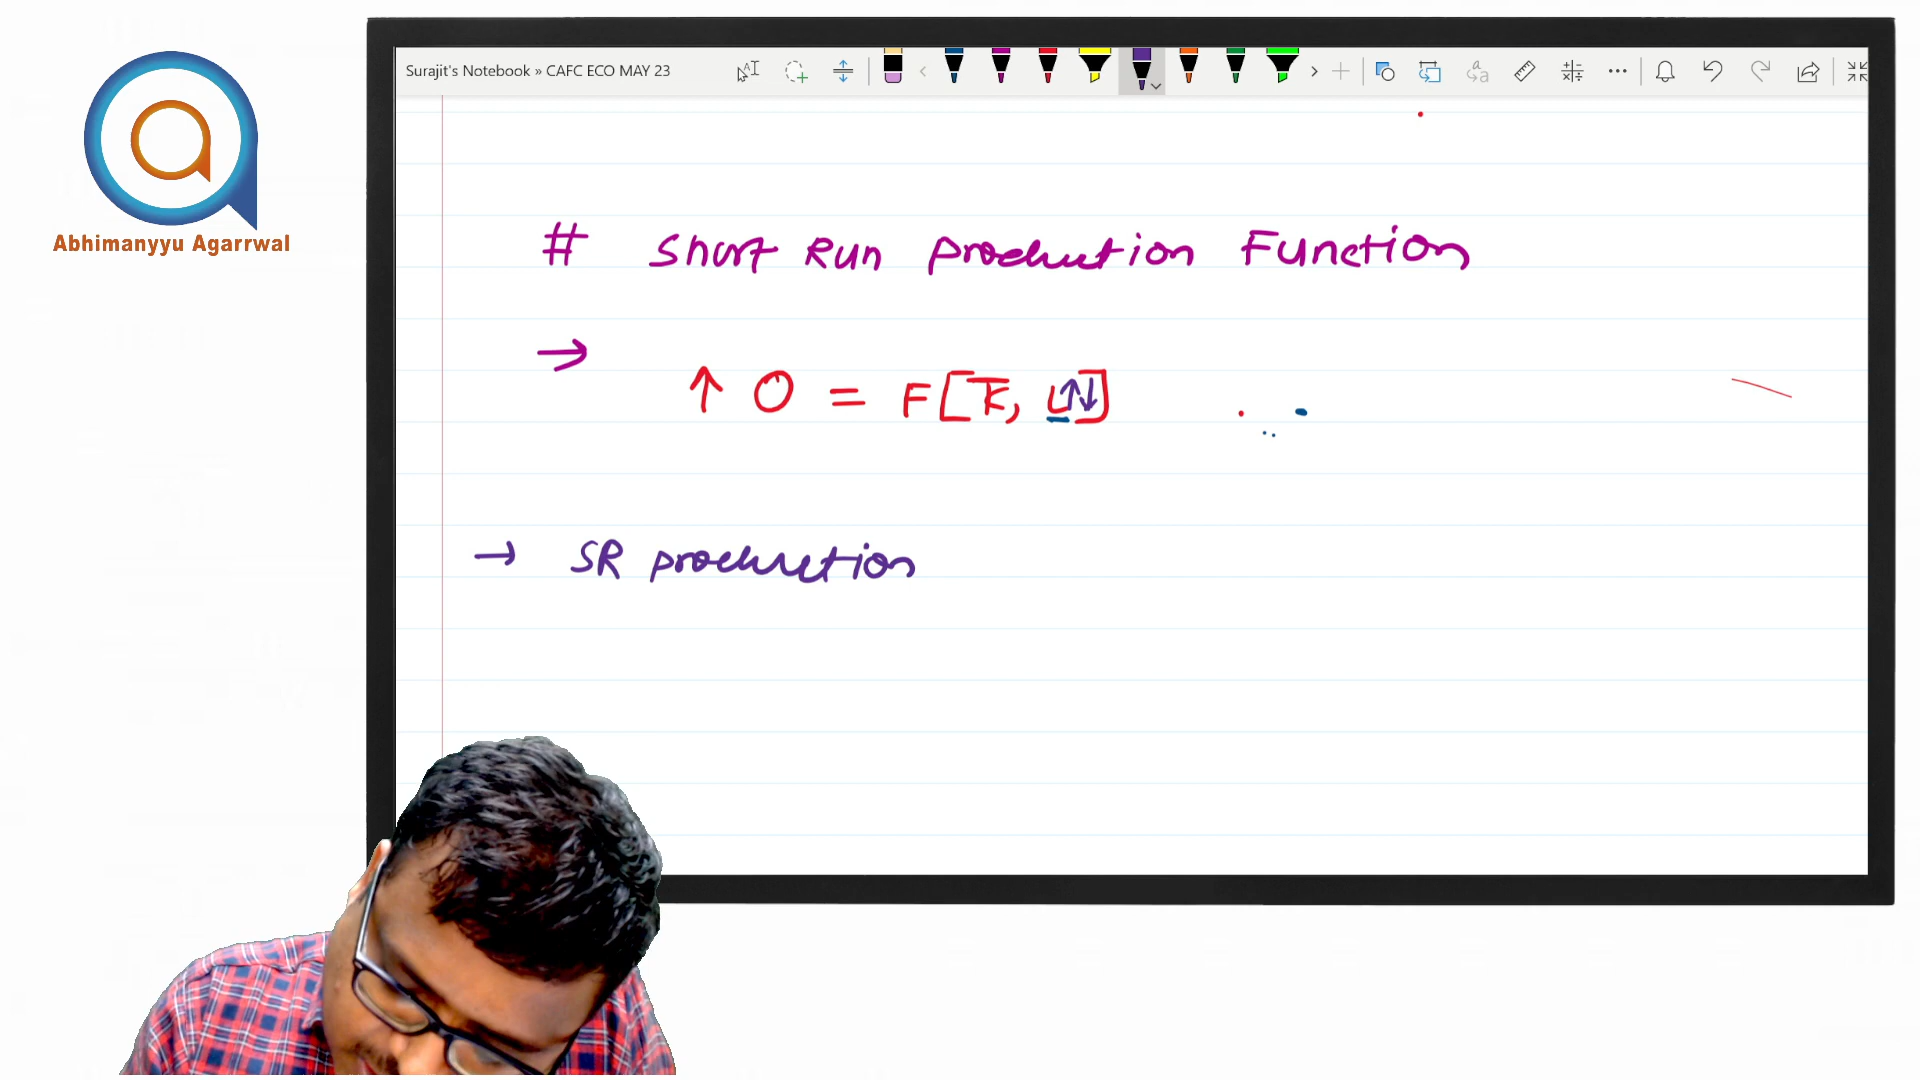 Surajit's Notebook » CAFC ECO MAY 23
Abhimanyyu Agarrwal
# Short Run Production Function
→
↑ O = F[K̅, L↑↓]
→ SR production